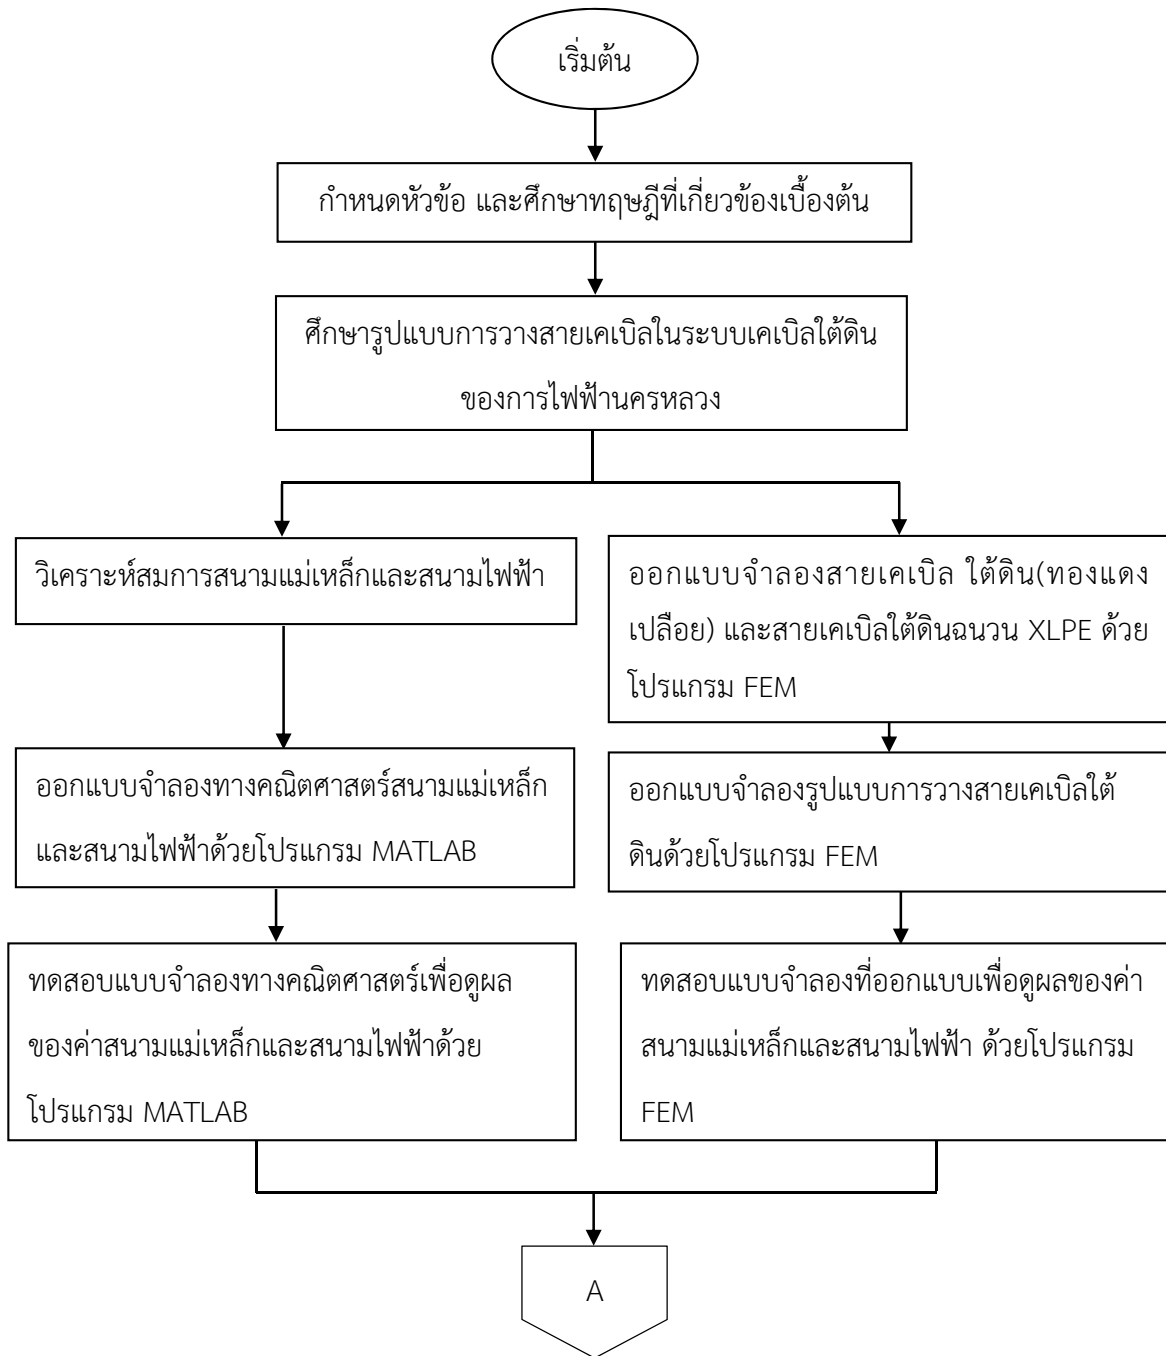 เริ่มต้น
กำหนดหัวข้อ และศึกษาทฤษฎีที่เกี่ยวข้องเบื้องต้น
ศึกษารูปแบบการวางสายเคเบิลในระบบเคเบิลใต้ดิน
ของการไฟฟ้านครหลวง
วิเคราะห์สมการสนามแม่เหล็กและสนามไฟฟ้า
ออกแบบจำลองทางคณิตศาสตร์สนามแม่เหล็ก
และสนามไฟฟ้าด้วยโปรแกรม MATLAB
ทดสอบแบบจำลองทางคณิตศาสตร์เพื่อดูผล
ของค่าสนามแม่เหล็กและสนามไฟฟ้าด้วย
โปรแกรม MATLAB
ออกแบบจำลองสายเคเบิล ใต้ดิน(ทองแดง
เปลือย) และสายเคเบิลใต้ดินฉนวน XLPE ด้วย
โปรแกรม FEM
ออกแบบจำลองรูปแบบการวางสายเคเบิลใต้
ดินด้วยโปรแกรม FEM
ทดสอบแบบจำลองที่ออกแบบเพื่อดูผลของค่า
สนามแม่เหล็กและสนามไฟฟ้า ด้วยโปรแกรม
FEM
A